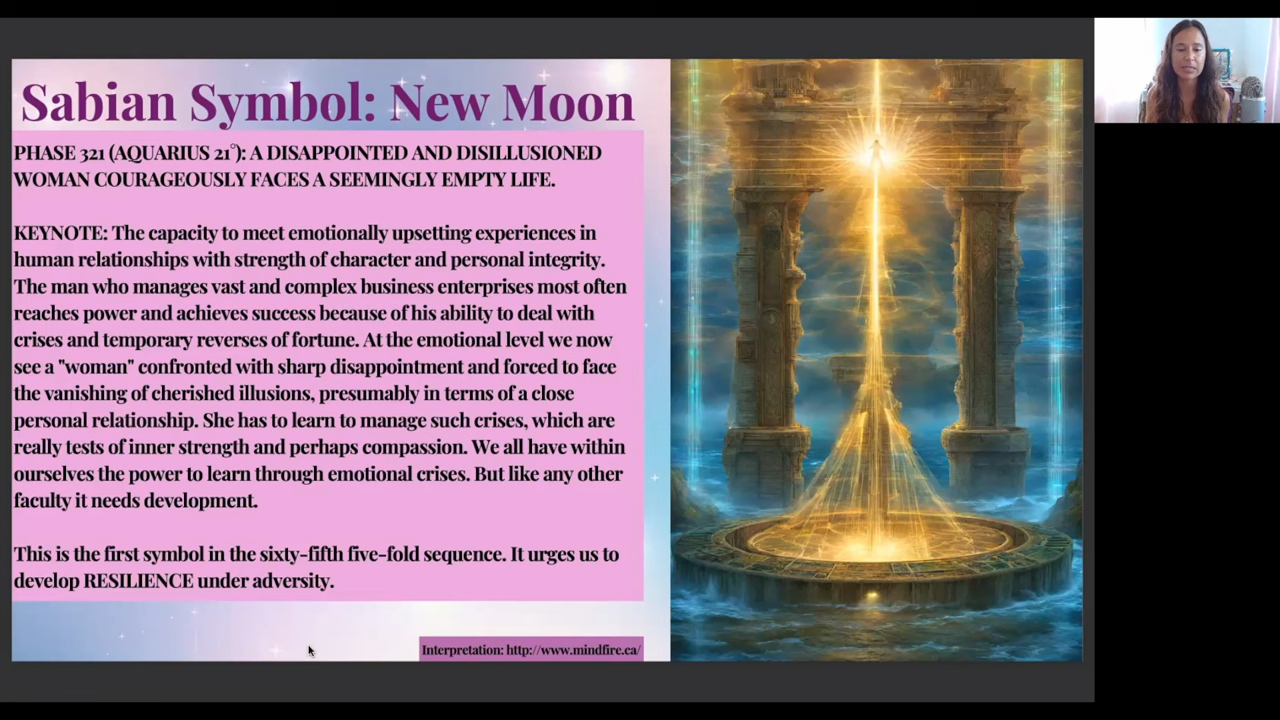 Sabian Symbol: New Moon
PHASE 321 (AQUARIUS 21°): A DISAPPOINTED AND DISILLUSIONED
WOMAN COURAGEOUSLY FACES A SEEMINGLY EMPTY LIFE.
KEYNOTE: The capacity to meet emotionally upsetting experiences in
human relationships with strength of character and personal integrity.
The man who manages vast and complex business enterprises most often
reaches power and achieves success because of his ability to deal with
crises and temporary reverses of fortune. At the emotional level we now
see a "woman" confronted with sharp disappointment and forced to face
the vanishing of cherished illusions, presumably in terms of a close
personal relationship. She has to learn to manage such crises, which are
really tests of inner strength and perhaps compassion. We all have within
ourselves the power to learn through emotional crises. But like any other
faculty it needs development.
This is the first symbol in the sixty-fifth five-fold sequence. It urges us to
develop RESILIENCE under adversity.
Interpretation: http://www.mindfire.ca/